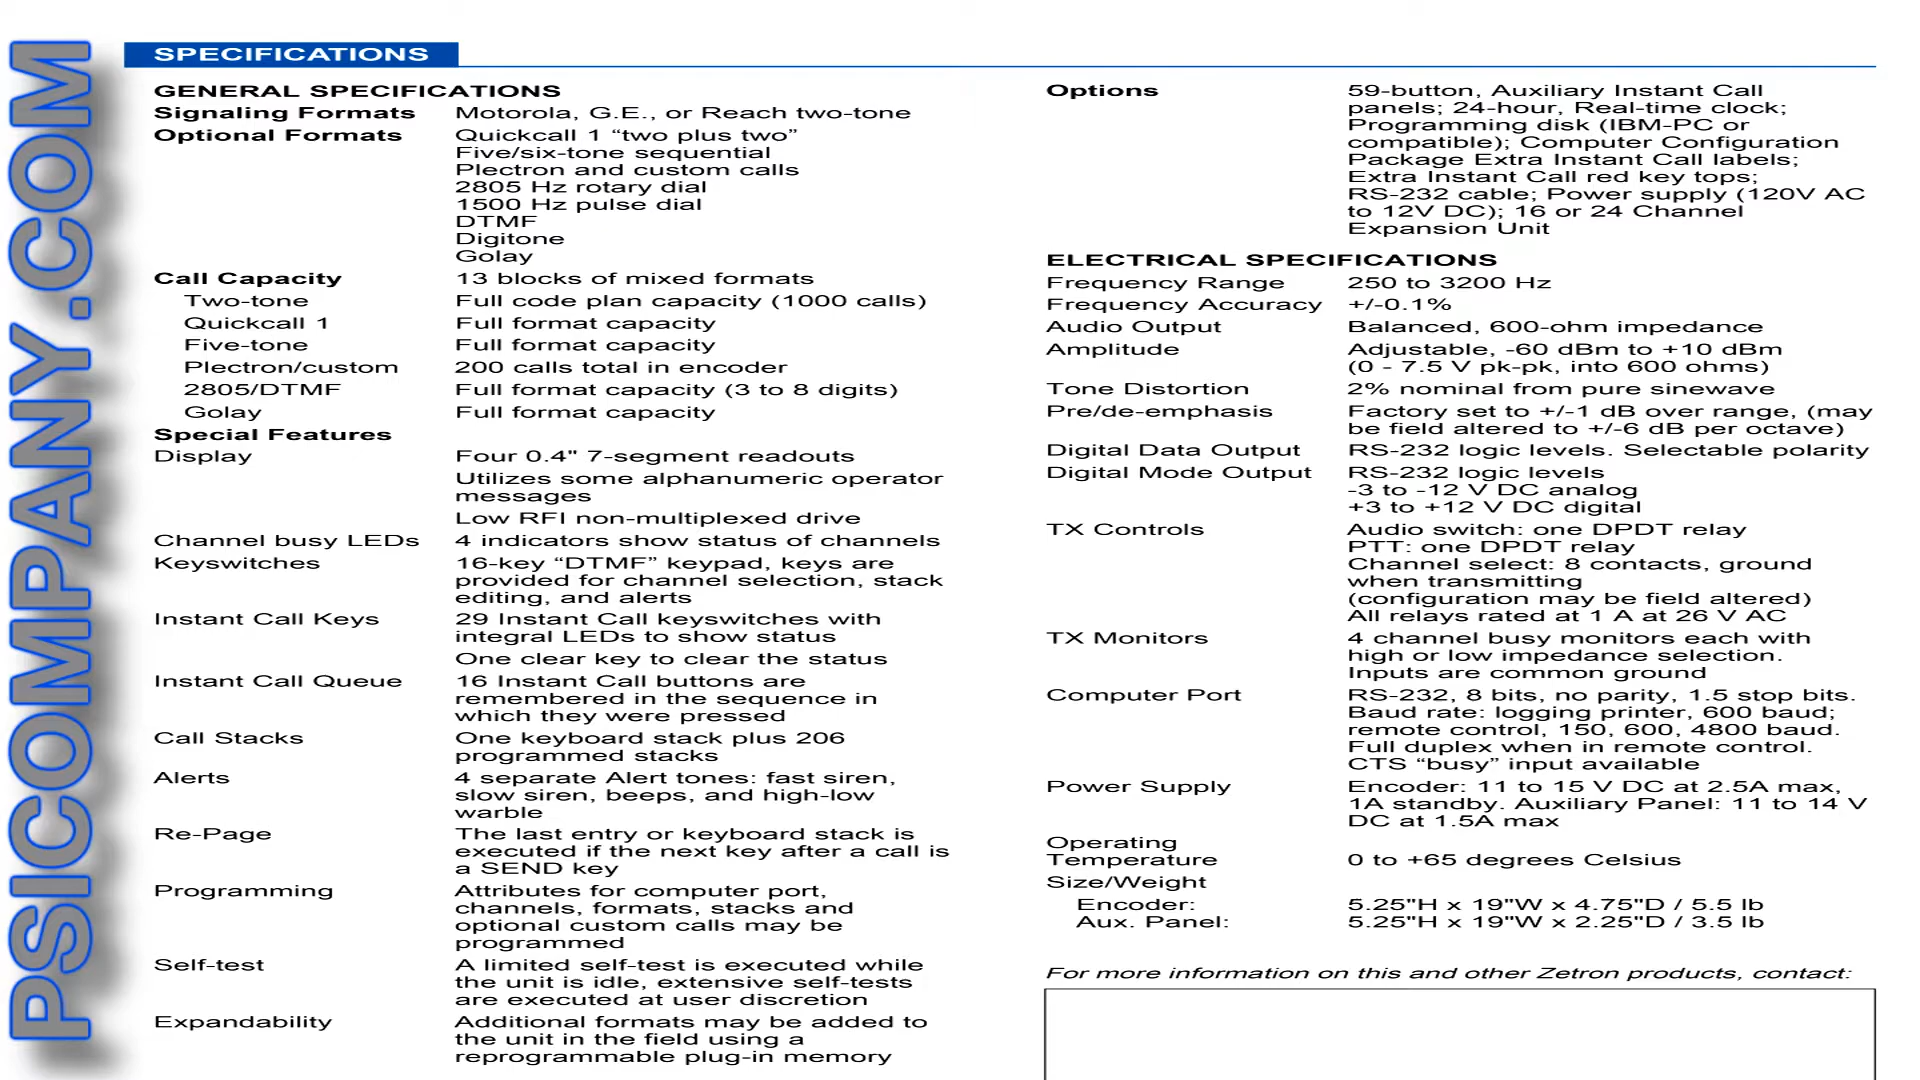 PSICOMPANY.COM
SPECIFICATIONS
GENERAL SPECIFICATIONS
Signaling Formats Motorola, G.E., or Reach two-tone
Optional Formats Quickcall 1 “two plus two”
Five/six-tone sequential
Plectron and custom calls
2805 Hz rotary dial
1500 Hz pulse dial
DTMF
Digitone
Golay
Call Capacity 13 blocks of mixed formats
Two-tone Full code plan capacity (1000 calls)
Quickcall 1 Full format capacity
Five-tone Full format capacity
Plectron/custom 200 calls total in encoder
2805/DTMF Full format capacity (3 to 8 digits)
Golay Full format capacity
Special Features
Display Four 0.4" 7-segment readouts
Utilizes some alphanumeric operator
messages
Low RFI non-multiplexed drive
Channel busy LEDs 4 indicators show status of channels
Keyswitches 16-key “DTMF” keypad, keys are
provided for channel selection, stack
editing, and alerts
Instant Call Keys 29 Instant Call keyswitches with
integral LEDs to show status
One clear key to clear the status
Instant Call Queue 16 Instant Call buttons are
remembered in the sequence in
which they were pressed
Call Stacks One keyboard stack plus 206
programmed stacks
Alerts 4 separate Alert tones: fast siren,
slow siren, beeps, and high-low
warble
Re-Page The last entry or keyboard stack is
executed if the next key after a call is
a SEND key
Programming Attributes for computer port,
channels, formats, stacks and
optional custom calls may be
programmed
Self-test A limited self-test is executed while
the unit is idle, extensive self-tests
are executed at user discretion
Expandability Additional formats may be added to
the unit in the field using a
reprogrammable plug-in memory
Options 59-button, Auxiliary Instant Call
panels; 24-hour, Real-time clock;
Programming disk (IBM-PC or
compatible); Computer Configuration
Package Extra Instant Call labels;
Extra Instant Call red key tops;
RS-232 cable; Power supply (120V AC
to 12V DC); 16 or 24 Channel
Expansion Unit
ELECTRICAL SPECIFICATIONS
Frequency Range 250 to 3200 Hz
Frequency Accuracy +/-0.1%
Audio Output Balanced, 600-ohm impedance
Amplitude Adjustable, -60 dBm to +10 dBm
(0 - 7.5 V pk-pk, into 600 ohms)
Tone Distortion 2% nominal from pure sinewave
Pre/de-emphasis Factory set to +/-1 dB over range, (may
be field altered to +/-6 dB per octave)
Digital Data Output RS-232 logic levels. Selectable polarity
Digital Mode Output RS-232 logic levels
-3 to -12 V DC analog
+3 to +12 V DC digital
TX Controls Audio switch: one DPDT relay
PTT: one DPDT relay
Channel select: 8 contacts, ground
when transmitting
(configuration may be field altered)
All relays rated at 1 A at 26 V AC
TX Monitors 4 channel busy monitors each with
high or low impedance selection.
Inputs are common ground
Computer Port RS-232, 8 bits, no parity, 1.5 stop bits.
Baud rate: logging printer, 600 baud;
remote control, 150, 600, 4800 baud.
Full duplex when in remote control.
CTS “busy” input available
Power Supply Encoder: 11 to 15 V DC at 2.5A max,
1A standby. Auxiliary Panel: 11 to 14 V
DC at 1.5A max
Operating
Temperature 0 to +65 degrees Celsius
Size/Weight
Encoder: 5.25"H x 19"W x 4.75"D / 5.5 lb
Aux. Panel: 5.25"H x 19"W x 2.25"D / 3.5 lb
For more information on this and other Zetron products, contact: